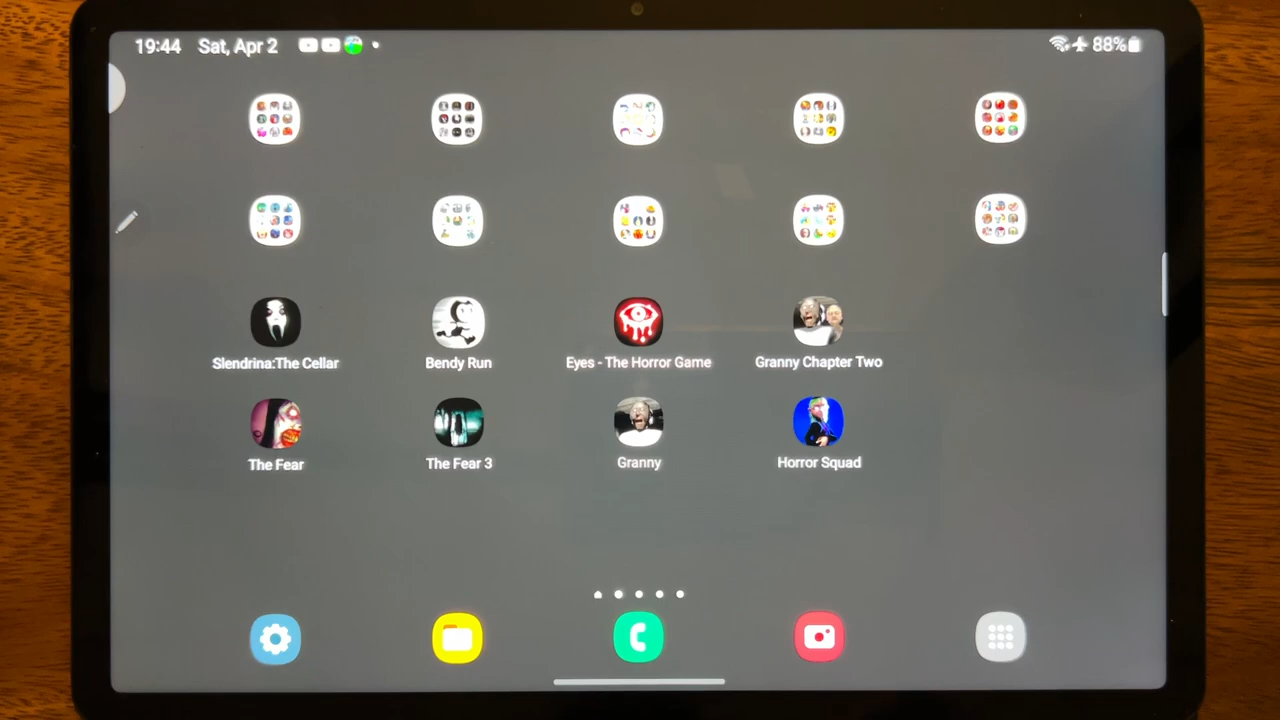 19:44 Sat, Apr 2 88%
Slendrina:The Cellar Bendy Run Eyes - The Horror Game Granny Chapter Two
The Fear The Fear 3 Granny Horror Squad